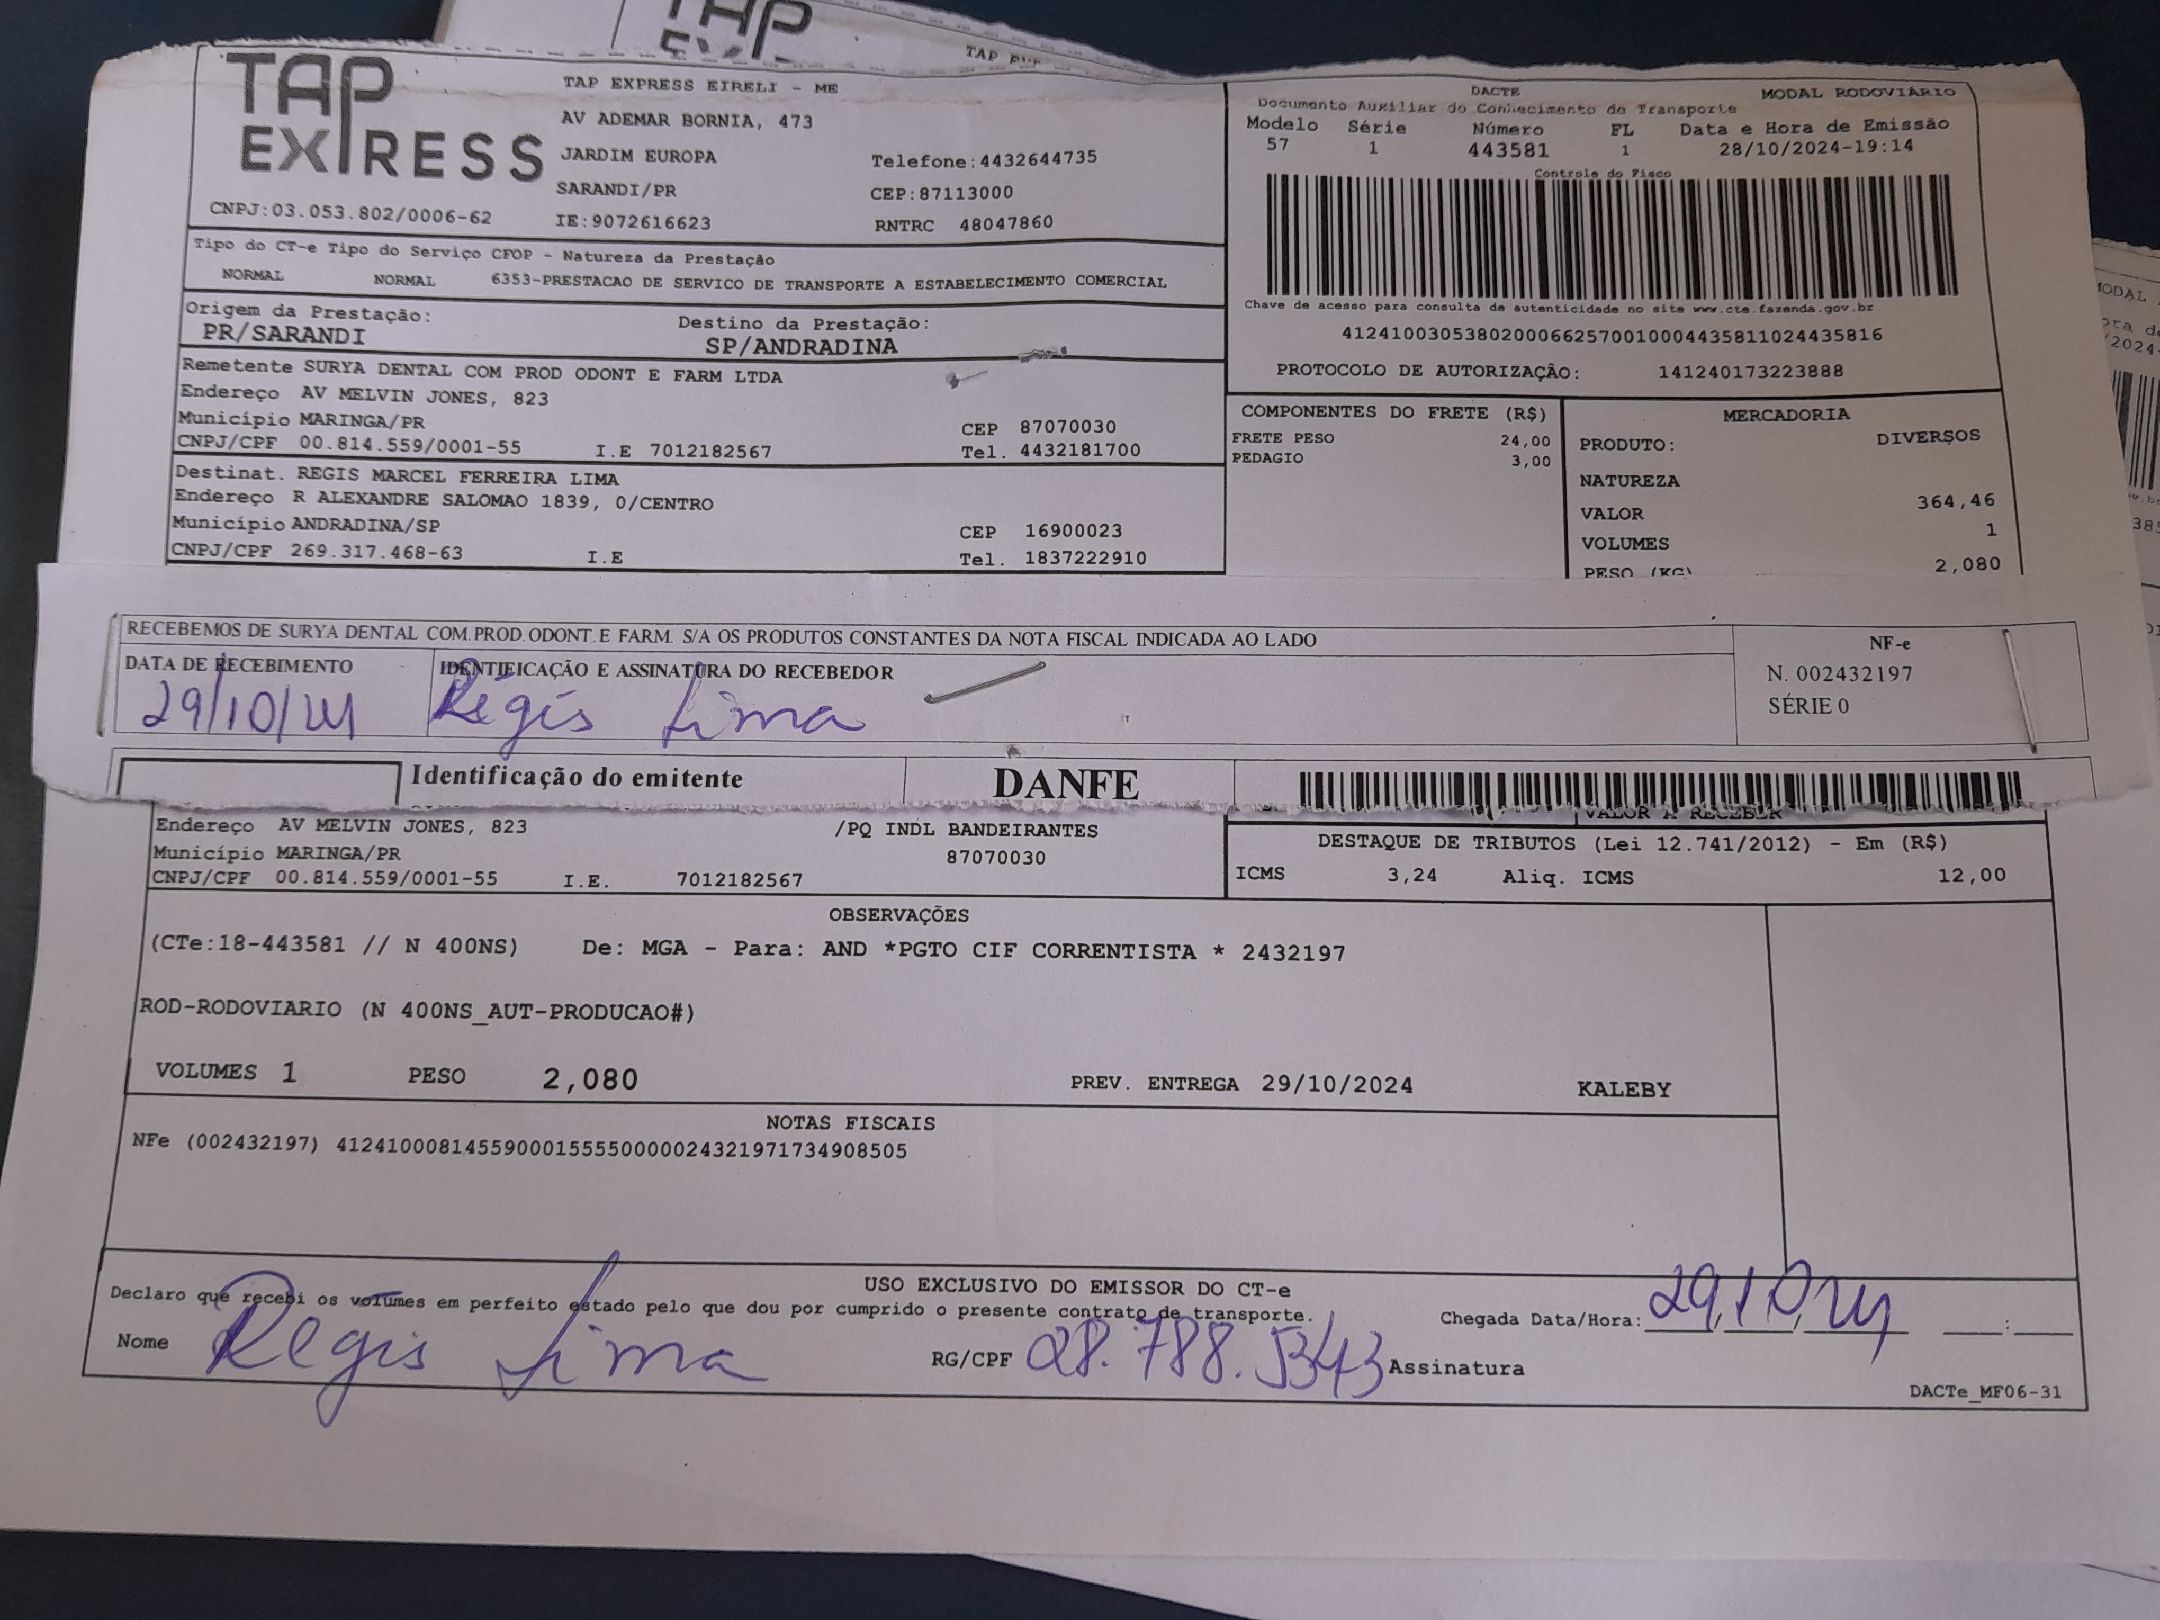 TAP EXPRESS
TAP EXPRESS EIRELI - ME
AV ADEMAR BORNIA, 473
JARDIM EUROPA Telefone:4432644735
SARANDI/PR CEP:87113000
CNPJ:03.053.802/0006-62 IE:9072616623 RNTRC 48047860
DACTE MODAL RODOVIÁRIO
Documento Auxiliar do Conhecimento de Transporte
Modelo Série Número FL Data e Hora de Emissão
57 1 443581 1 28/10/2024-19:14
Controle do Fisco
Chave de acesso para consulta de autenticidade no site www.cte.fazenda.gov.br
41241003053802000662570010004435811024435816
PROTOCOLO DE AUTORIZAÇÃO: 141240173223888
Tipo do CT-e Tipo do Serviço CFOP - Natureza da Prestação
NORMAL NORMAL 6353-PRESTACAO DE SERVICO DE TRANSPORTE A ESTABELECIMENTO COMERCIAL
Origem da Prestação: Destino da Prestação:
PR/SARANDI SP/ANDRADINA
Remetente SURYA DENTAL COM PROD ODONT E FARM LTDA
Endereço AV MELVIN JONES, 823
Município MARINGA/PR CEP 87070030
CNPJ/CPF 00.814.559/0001-55 I.E 7012182567 Tel. 4432181700
Destinat. REGIS MARCEL FERREIRA LIMA
Endereço R ALEXANDRE SALOMAO 1839, 0/CENTRO
Município ANDRADINA/SP CEP 16900023
CNPJ/CPF 269.317.468-63 I.E Tel. 1837222910
COMPONENTES DO FRETE (R$)
FRETE PESO 24,00
PEDAGIO 3,00
MERCADORIA
PRODUTO: DIVERSOS
NATUREZA
VALOR 364,46
VOLUMES 1
PESO (KG) 2,080
RECEBEMOS DE SURYA DENTAL COM.PROD.ODONT.E FARM. S/A OS PRODUTOS CONSTANTES DA NOTA FISCAL INDICADA AO LADO
DATA DE RECEBIMENTO IDENTIFICAÇÃO E ASSINATURA DO RECEBEDOR
29/10/24 Régis Lima
NF-e
N. 002432197
SÉRIE 0
Identificação do emitente DANFE
VALOR A RECEBER
Endereço AV MELVIN JONES, 823 /PQ INDL BANDEIRANTES
Município MARINGA/PR 87070030
CNPJ/CPF 00.814.559/0001-55 I.E. 7012182567
DESTAQUE DE TRIBUTOS (Lei 12.741/2012) - Em (R$)
ICMS 3,24 Aliq. ICMS 12,00
OBSERVAÇÕES
(CTe:18-443581 // N 400NS) De: MGA - Para: AND *PGTO CIF CORRENTISTA * 2432197
ROD-RODOVIARIO (N 400NS_AUT-PRODUCAO#)
VOLUMES 1 PESO 2,080 PREV. ENTREGA 29/10/2024 KALEBY
NOTAS FISCAIS
NFe (002432197) 41241000814559000155550000024321971734908505
USO EXCLUSIVO DO EMISSOR DO CT-e
Declaro que recebi os volumes em perfeito estado pelo que dou por cumprido o presente contrato de transporte.
Chegada Data/Hora: 29,10,24 :
Nome Régis Lima RG/CPF 28.788.5343 Assinatura
DACTe_MF06-31